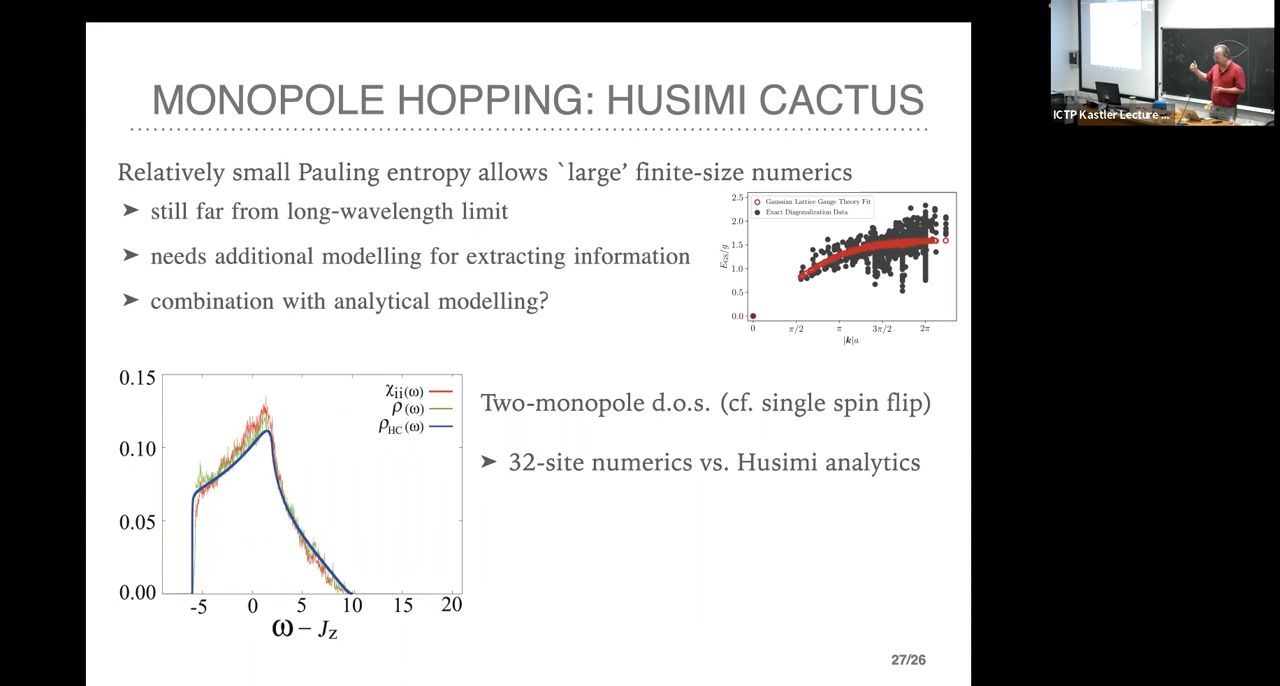 MONOPOLE HOPPING: HUSIMI CACTUS
Relatively small Pauling entropy allows `large’ finite-size numerics
➤ still far from long-wavelength limit
➤ needs additional modelling for extracting information
➤ combination with analytical modelling?
2.5
2.0
1.5
1.0
0.5
0.0
E_GS/g
Gaussian Lattice Gauge Theory Fit
Exact Diagonalization Data
0 π/2 π 3π/2 2π
|k|a
0.15
0.10
0.05
0.00
χii(ω)
ρ(ω)
ρHC(ω)
-5 0 5 10 15 20
ω – Jz
Two-monopole d.o.s. (cf. single spin flip)
➤ 32-site numerics vs. Husimi analytics
27/26
ICTP Kastler Lecture ...